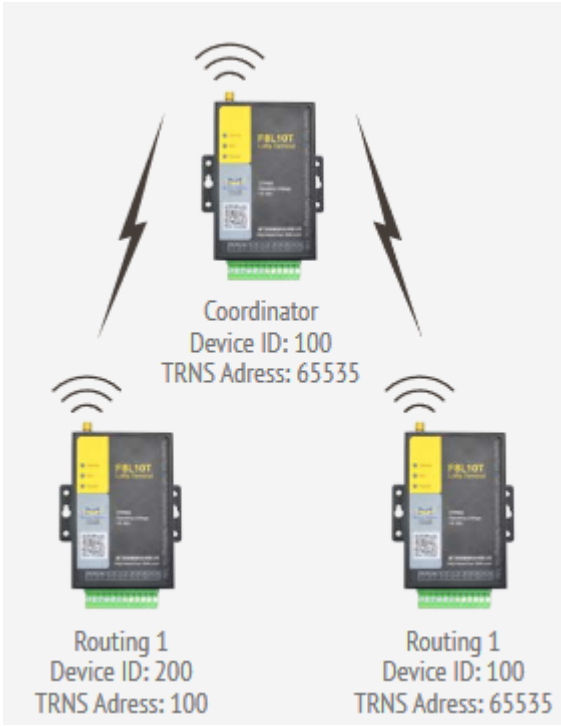 F8L10T
LoRa Terminal
Coordinator
Device ID: 100
TRNS Adress: 65535
F8L10T
LoRa Terminal
F8L10T
LoRa Terminal
Routing 1
Device ID: 200
TRNS Adress: 100
Routing 1
Device ID: 100
TRNS Adress: 65535